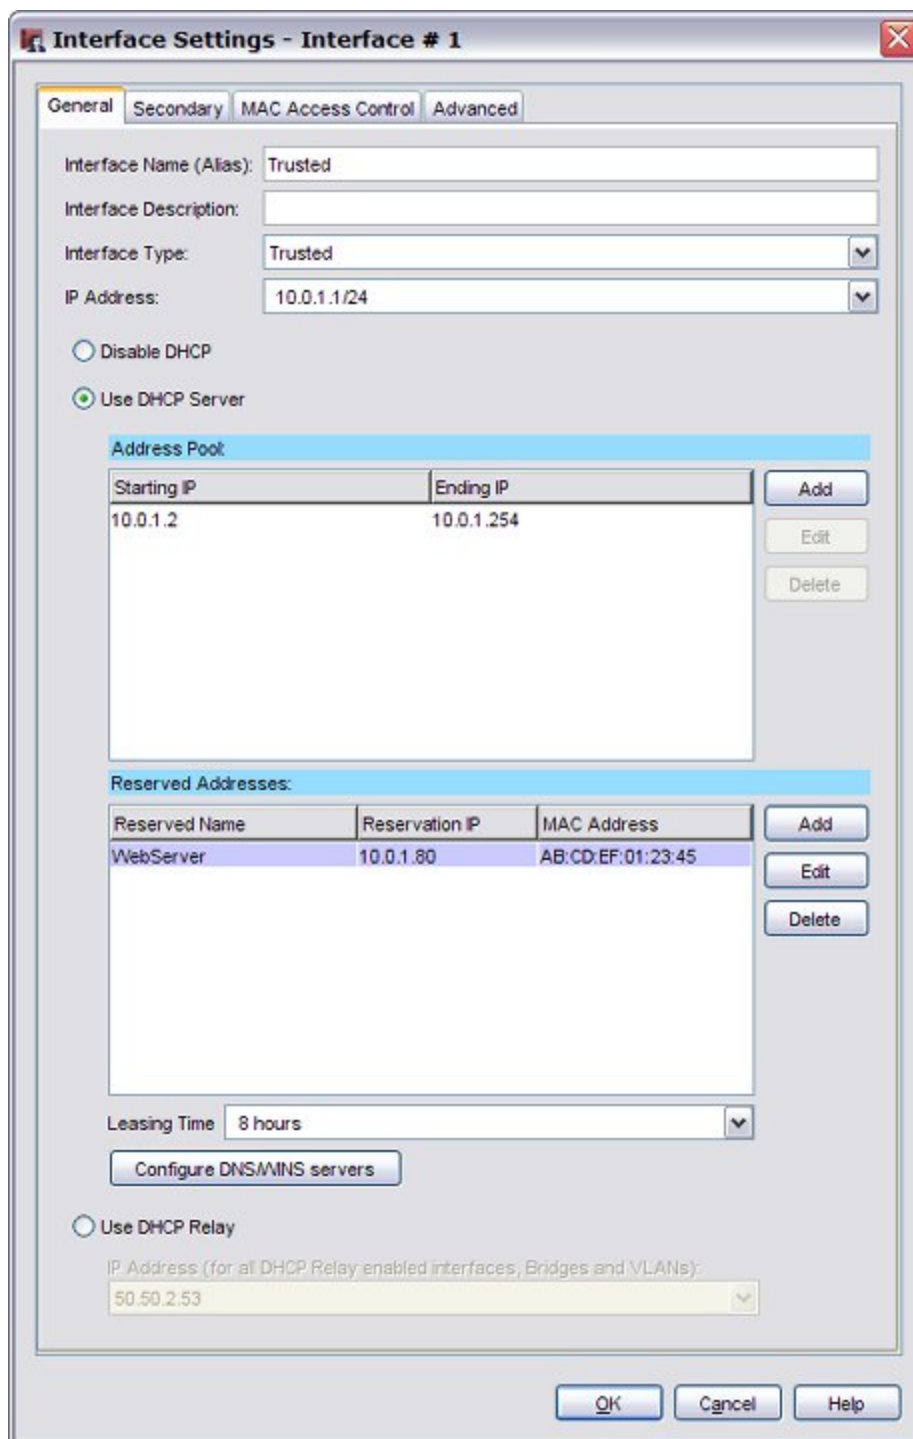 Interface Settings - Interface # 1
General Secondary MAC Access Control Advanced
Interface Name (Alias): Trusted
Interface Description:
Interface Type: Trusted
IP Address: 10.0.1.1/24
Disable DHCP
Use DHCP Server
Address Pool:
Starting IP Ending IP Add
10.0.1.2 10.0.1.254
Edit
Delete
Reserved Addresses:
Reserved Name Reservation IP MAC Address Add
WebServer 10.0.1.80 AB:CD:EF:01:23:45
Edit
Delete
Leasing Time 8 hours
Configure DNS/WINS servers
Use DHCP Relay
IP Address (for all DHCP Relay enabled interfaces, Bridges and VLANs):
50.50.2.53
OK Cancel Help